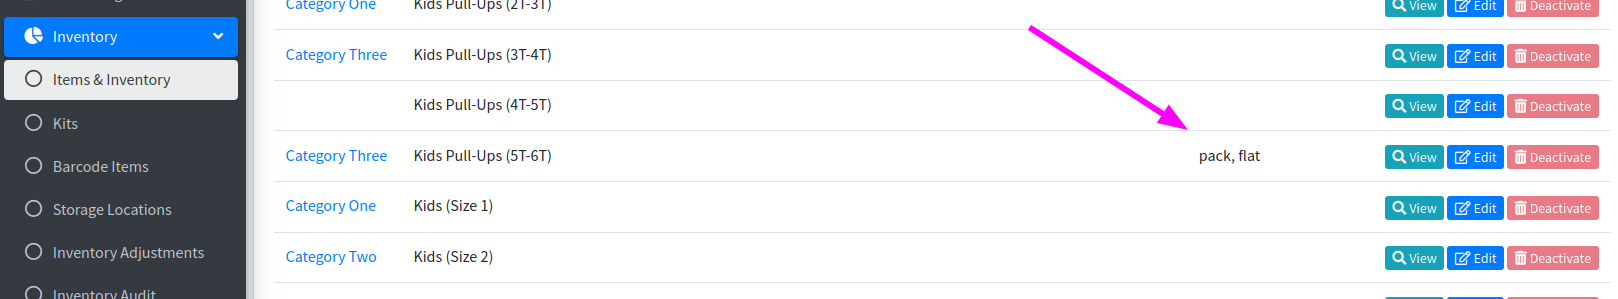 Inventory
Items & Inventory
Kits
Barcode Items
Storage Locations
Inventory Adjustments
Inventory Audit
Category One Kids Pull-Ups (2T-3T) View Edit Deactivate
Category Three Kids Pull-Ups (3T-4T) View Edit Deactivate
Kids Pull-Ups (4T-5T) View Edit Deactivate
Category Three Kids Pull-Ups (5T-6T) pack, flat View Edit Deactivate
Category One Kids (Size 1) View Edit Deactivate
Category Two Kids (Size 2) View Edit Deactivate